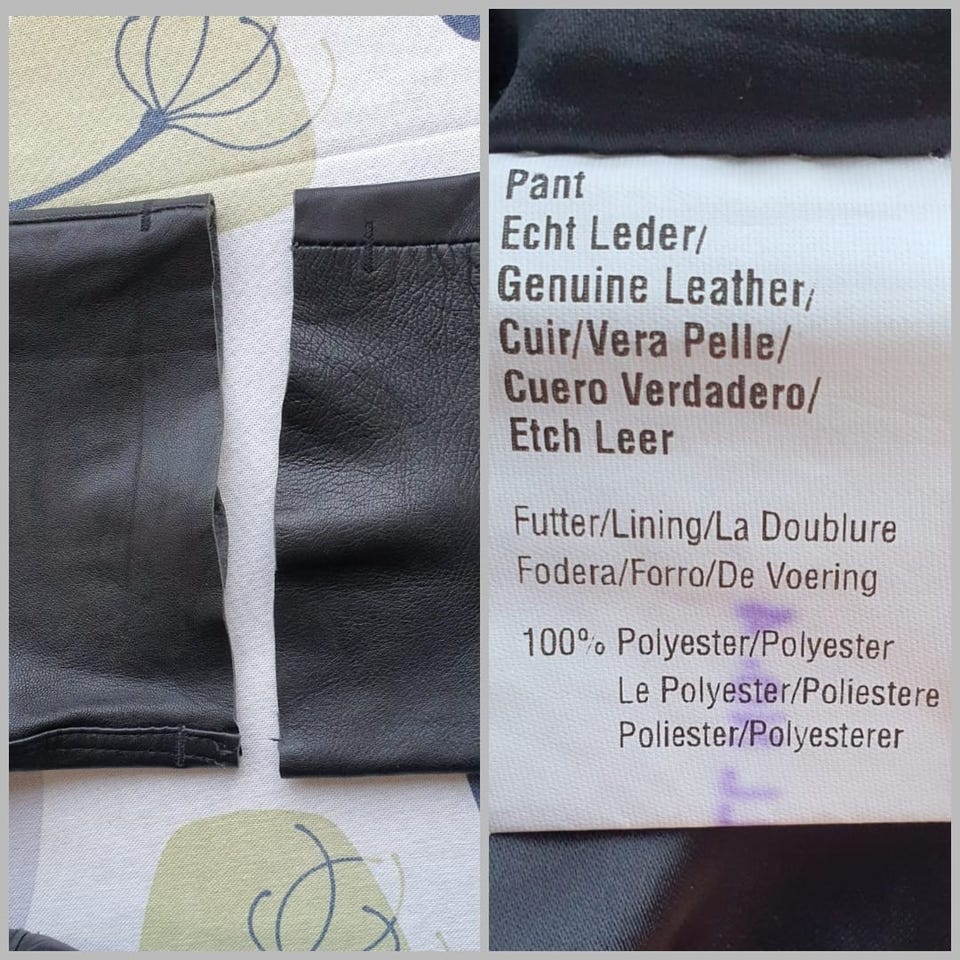 Pant
Echt Leder/
Genuine Leather/
Cuir/Vera Pelle/
Cuero Verdadero/
Etch Leer
Futter/Lining/La Doublure
Fodera/Forro/De Voering
100% Polyester/Polyester
Le Polyester/Poliestere
Poliester/Polyesterer